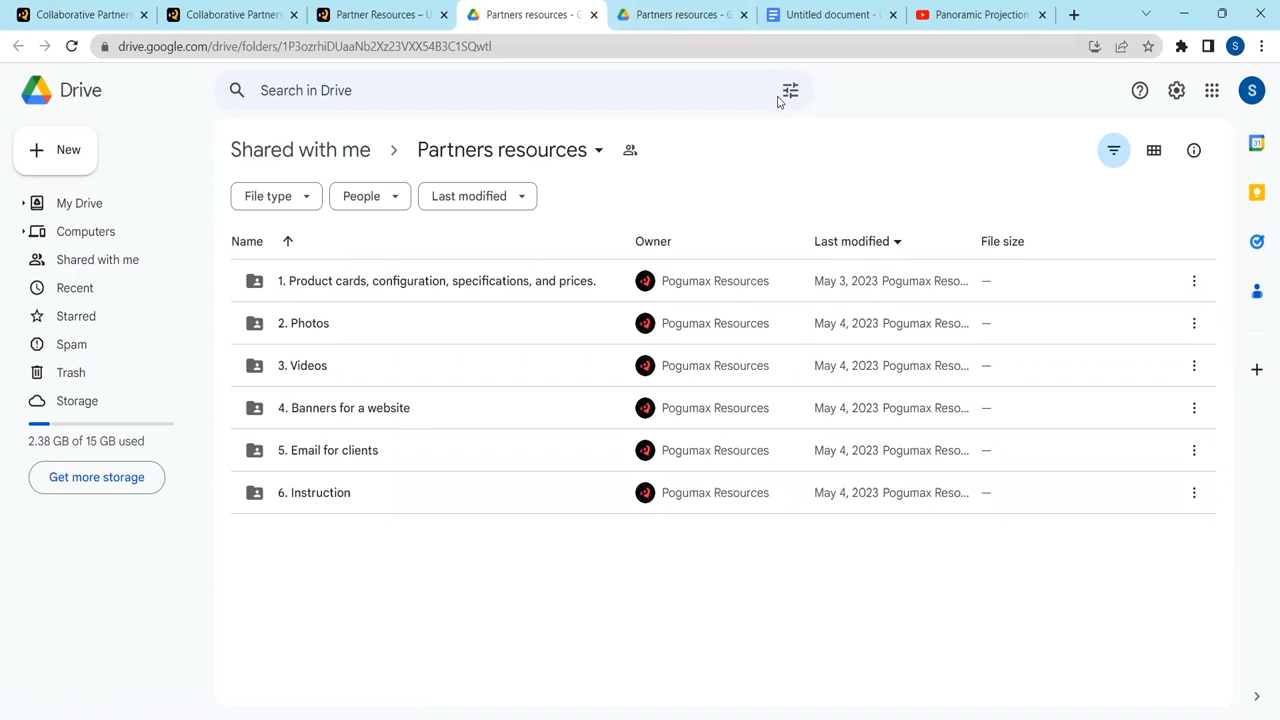 Collaborative Partners
Collaborative Partners
Partner Resources – U
Partners resources - G
Partners resources - G
Untitled document -
Panoramic Projection
drive.google.com/drive/folders/1P3ozrhiDUaaNb2Xz23VXX54B3C1SQwtl
S
Drive
Search in Drive
S
New
Shared with me
Partners resources
31
File type
People
Last modified
My Drive
Computers
Shared with me
Recent
Starred
Spam
Trash
Storage
2.38 GB of 15 GB used
Get more storage
Name
Owner
Last modified
File size
1. Product cards, configuration, specifications, and prices.
Pogumax Resources
May 3, 2023 Pogumax Reso...
—
2. Photos
Pogumax Resources
May 4, 2023 Pogumax Reso...
—
3. Videos
Pogumax Resources
May 4, 2023 Pogumax Reso...
—
4. Banners for a website
Pogumax Resources
May 4, 2023 Pogumax Reso...
—
5. Email for clients
Pogumax Resources
May 4, 2023 Pogumax Reso...
—
6. Instruction
Pogumax Resources
May 4, 2023 Pogumax Reso...
—